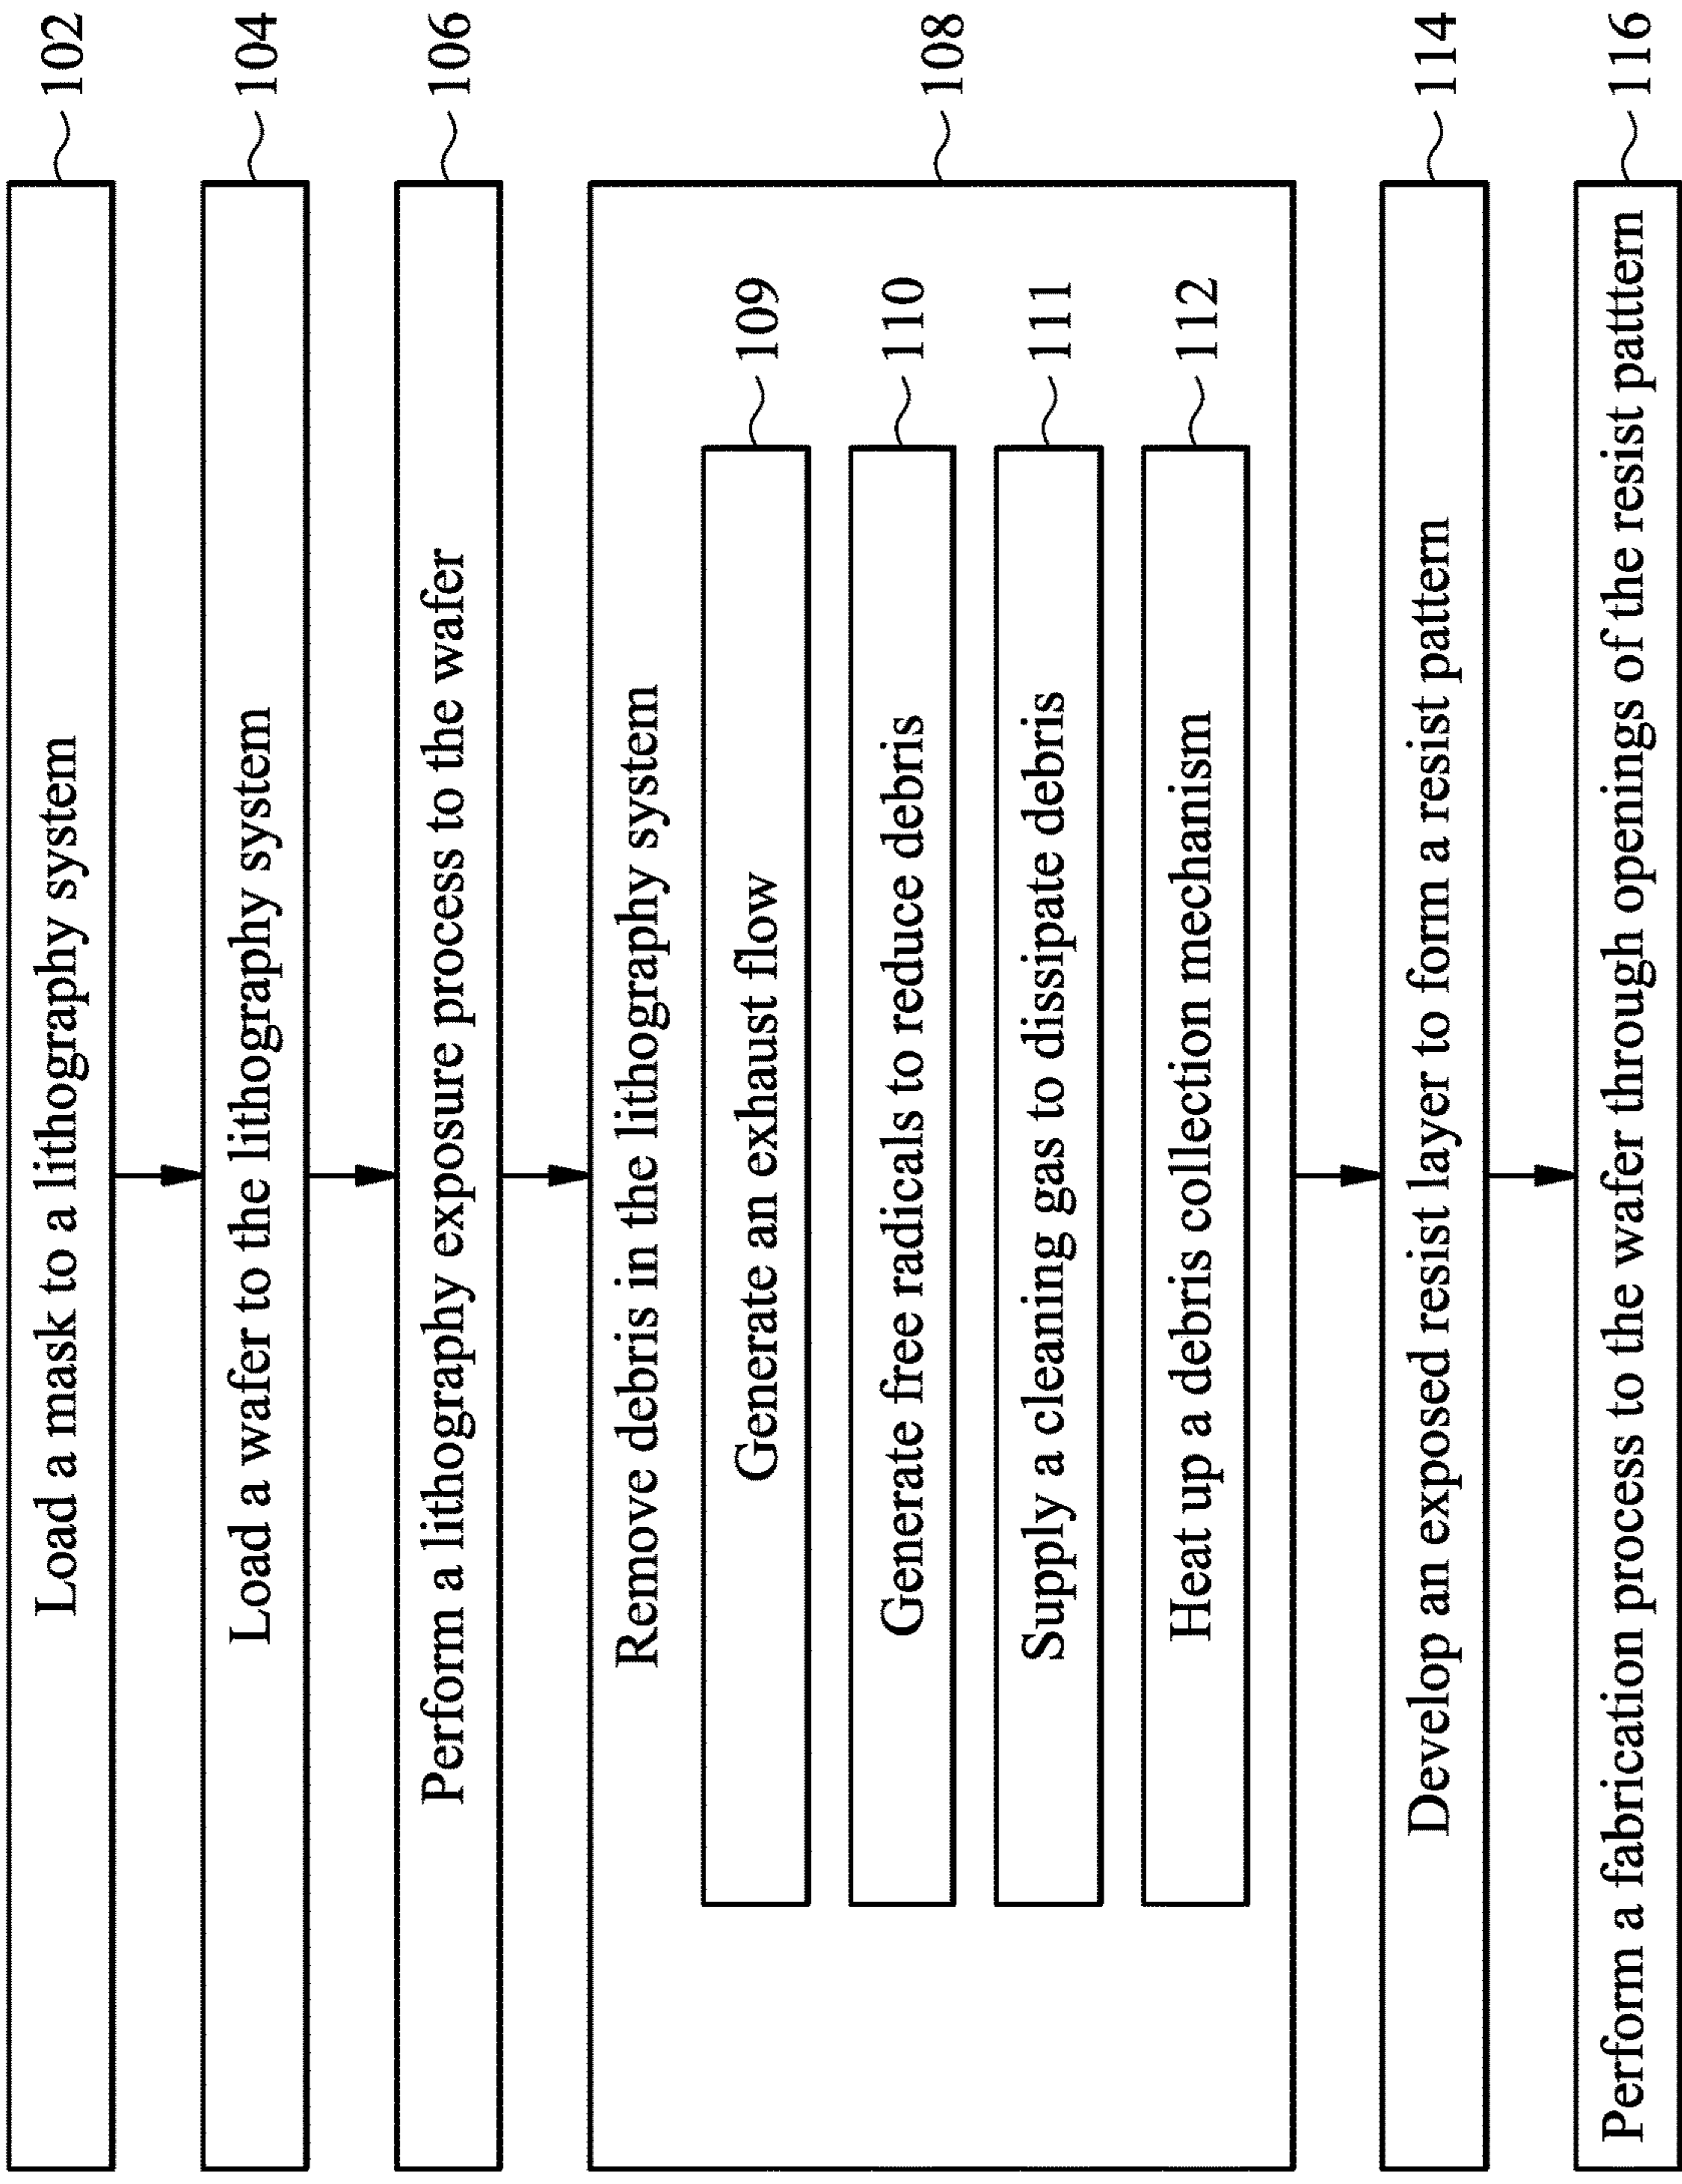 Load a mask to a lithography system
102
Load a wafer to the lithography system
104
Perform a lithography exposure process to the wafer
106
Remove debris in the lithography system
108
Generate an exhaust flow
109
Generate free radicals to reduce debris
110
Supply a cleaning gas to dissipate debris
111
Heat up a debris collection mechanism
112
Develop an exposed resist layer to form a resist pattern
114
Perform a fabrication process to the wafer through openings of the resist pattern
116